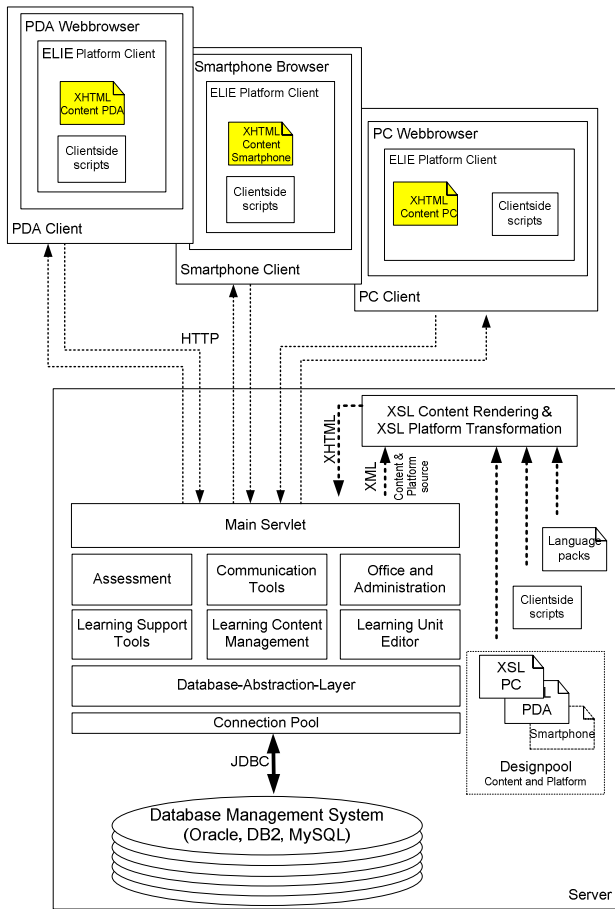 PDA Webbrowser
ELIE Platform Client
XHTML
Content PDA
Clientside
scripts
PDA Client
Smartphone Browser
ELIE Platform Client
XHTML
Content
Smartphone
Clientside
scripts
Smartphone Client
PC Webbrowser
ELIE Platform Client
XHTML
Content PC
Clientside
scripts
PC Client
HTTP
XSL Content Rendering &
XSL Platform Transformation
XHTML
XML
Content &
Platform
source
Main Servlet
Language
packs
Assessment
Communication
Tools
Office and
Administration
Clientside
scripts
Learning Support
Tools
Learning Content
Management
Learning Unit
Editor
XSL
PC
L
PDA
Smartphone
Designpool
Content and Platform
Database-Abstraction-Layer
Connection Pool
JDBC
Database Management System
(Oracle, DB2, MySQL)
Server